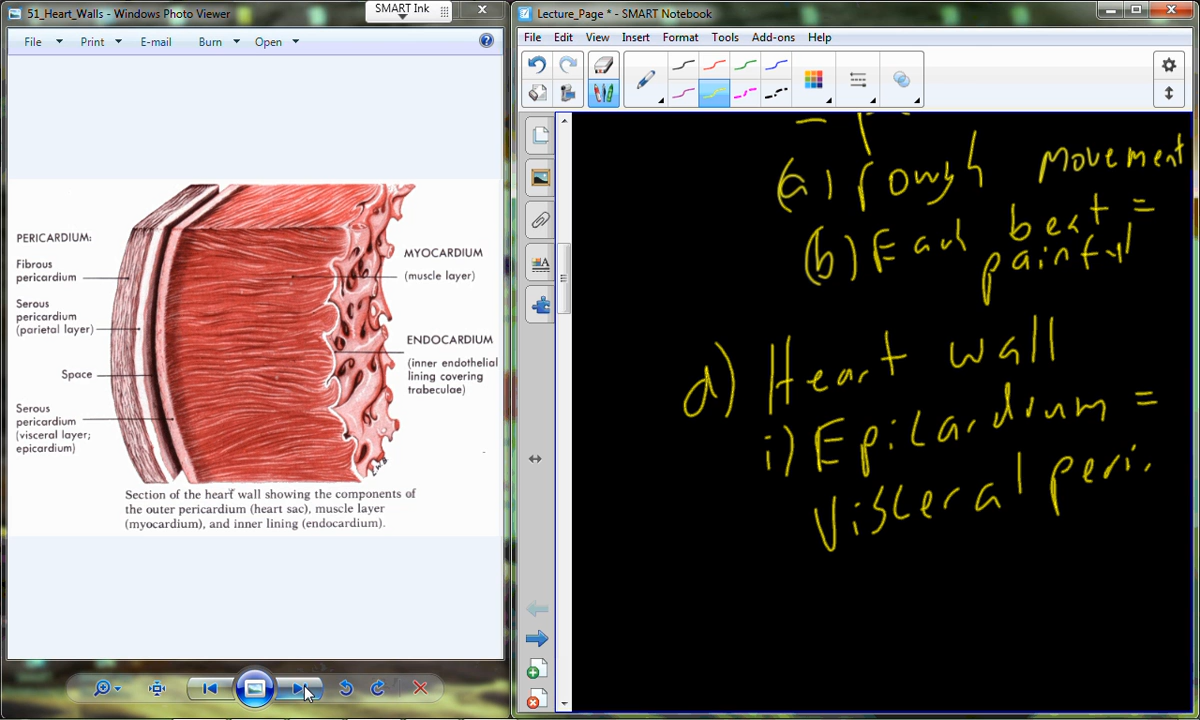 51_Heart_Walls - Windows Photo Viewer
SMART Ink
File Print E-mail Burn Open
PERICARDIUM:
Fibrous
pericardium
Serous
pericardium
(parietal layer)
Space
Serous
pericardium
(visceral layer;
epicardium)
MYOCARDIUM
(muscle layer)
ENDOCARDIUM
(inner endothelial
lining covering
trabeculae)
LWB
Section of the heart wall showing the components of
the outer pericardium (heart sac), muscle layer
(myocardium), and inner lining (endocardium).
Lecture_Page * - SMART Notebook
File Edit View Insert Format Tools Add-ons Help
(a) rough movement
(b) Each beat =
painful
d) Heart wall
i) Epicardium =
Visceral peri.